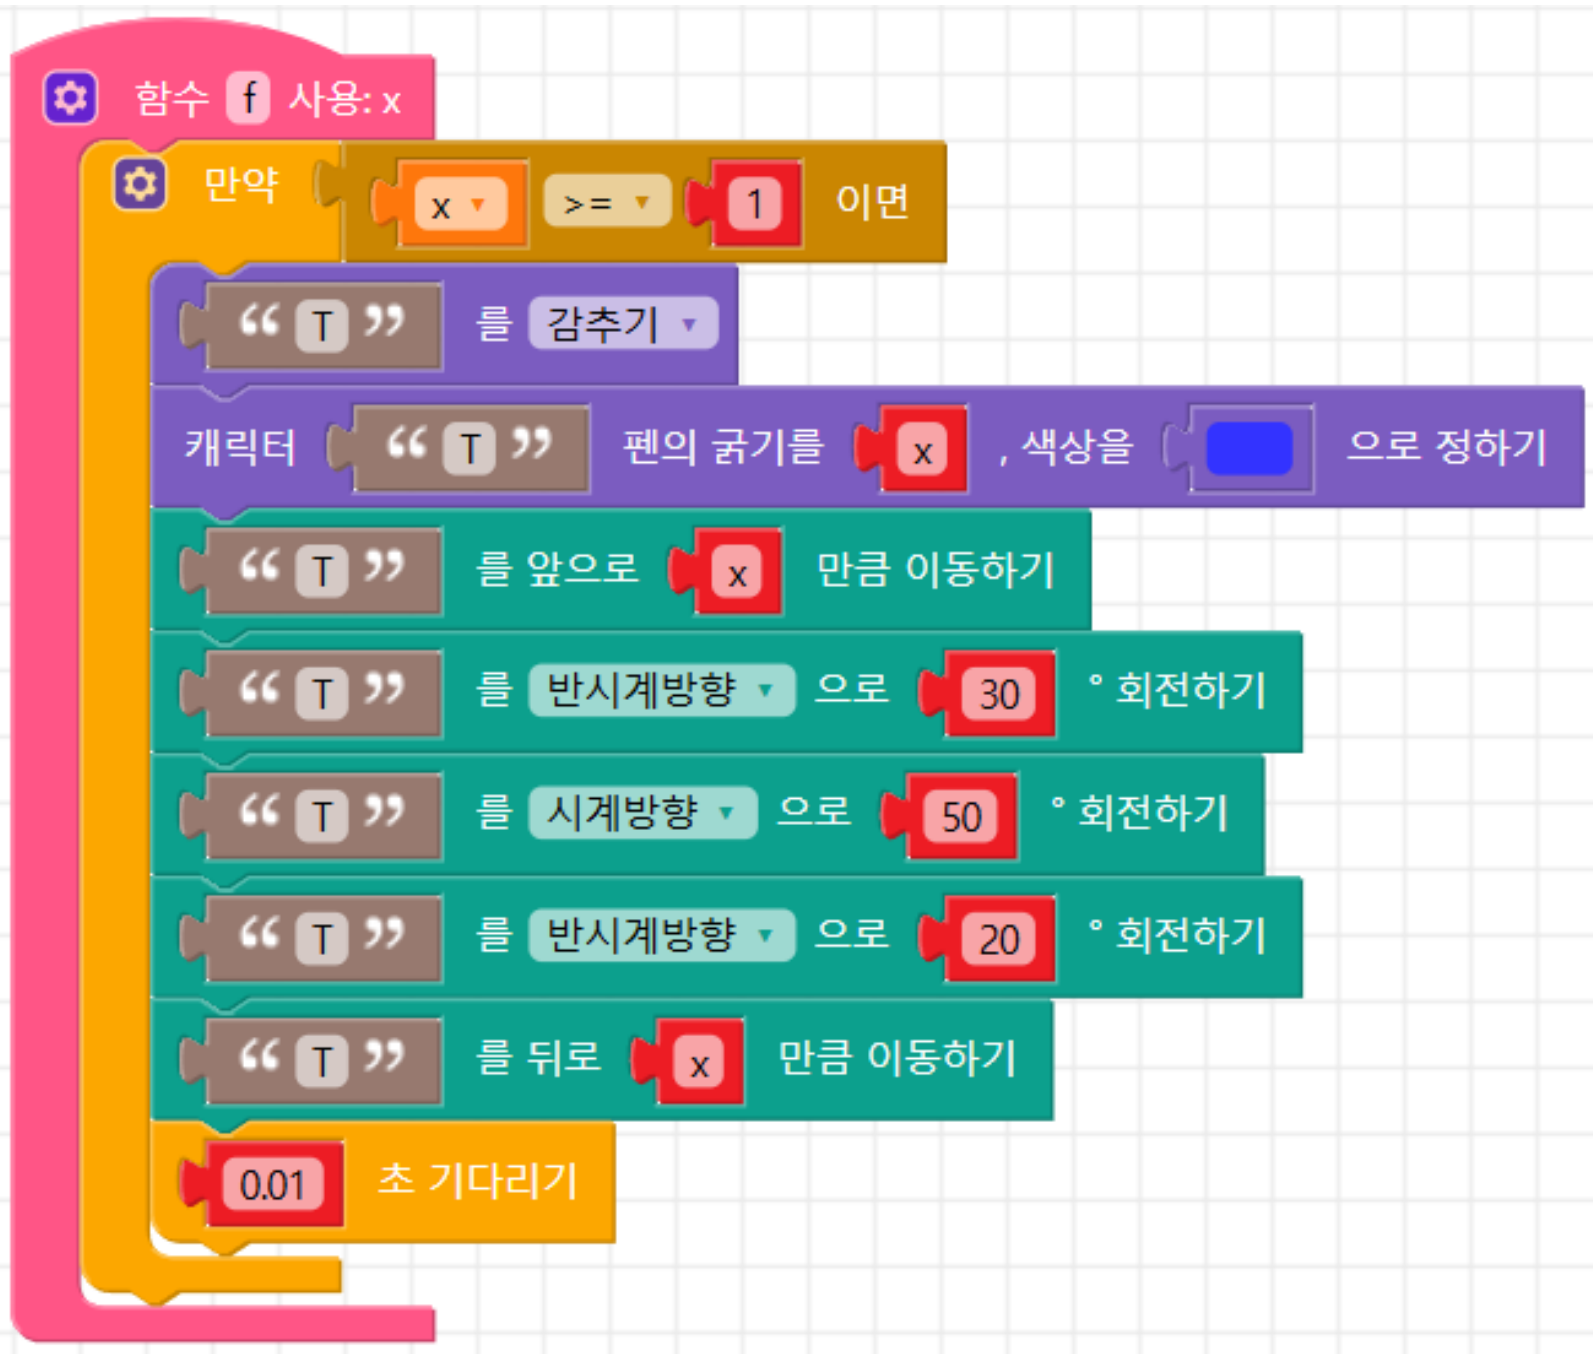 함수 f 사용: x
만약 x ▾ >= ▾ 1 이면
“ T ” 를 감추기 ▾
캐릭터 “ T ” 펜의 굵기를 x , 색상을 으로 정하기
“ T ” 를 앞으로 x 만큼 이동하기
“ T ” 를 반시계방향 ▾ 으로 30 ° 회전하기
“ T ” 를 시계방향 ▾ 으로 50 ° 회전하기
“ T ” 를 반시계방향 ▾ 으로 20 ° 회전하기
“ T ” 를 뒤로 x 만큼 이동하기
0.01 초 기다리기